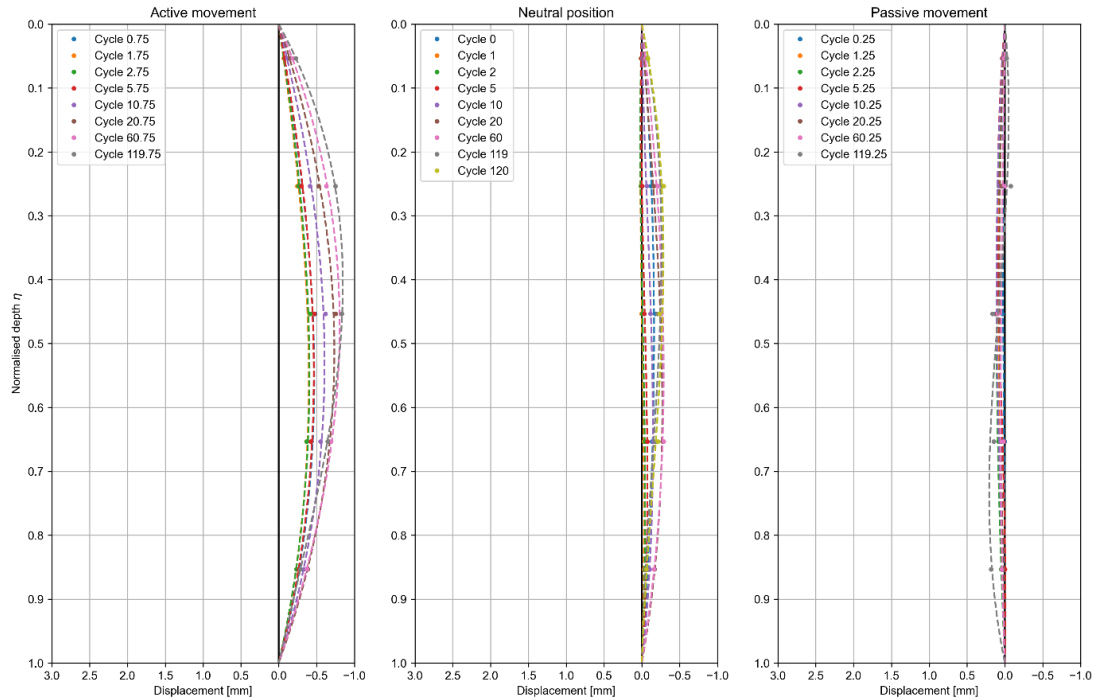 Active movement
Neutral position
Passive movement
Normalised depth η
0.0
0.1
0.2
0.3
0.4
0.5
0.6
0.7
0.8
0.9
1.0
Cycle 0.75
Cycle 1.75
Cycle 2.75
Cycle 5.75
Cycle 10.75
Cycle 20.75
Cycle 60.75
Cycle 119.75
3.0 2.5 2.0 1.5 1.0 0.5 0.0 −0.5 −1.0
Displacement [mm]
0.0
0.1
0.2
0.3
0.4
0.5
0.6
0.7
0.8
0.9
1.0
Cycle 0
Cycle 1
Cycle 2
Cycle 5
Cycle 10
Cycle 20
Cycle 60
Cycle 119
Cycle 120
3.0 2.5 2.0 1.5 1.0 0.5 0.0 −0.5 −1.0
Displacement [mm]
0.0
0.1
0.2
0.3
0.4
0.5
0.6
0.7
0.8
0.9
1.0
Cycle 0.25
Cycle 1.25
Cycle 2.25
Cycle 5.25
Cycle 10.25
Cycle 20.25
Cycle 60.25
Cycle 119.25
3.0 2.5 2.0 1.5 1.0 0.5 0.0 −0.5 −1.0
Displacement [mm]